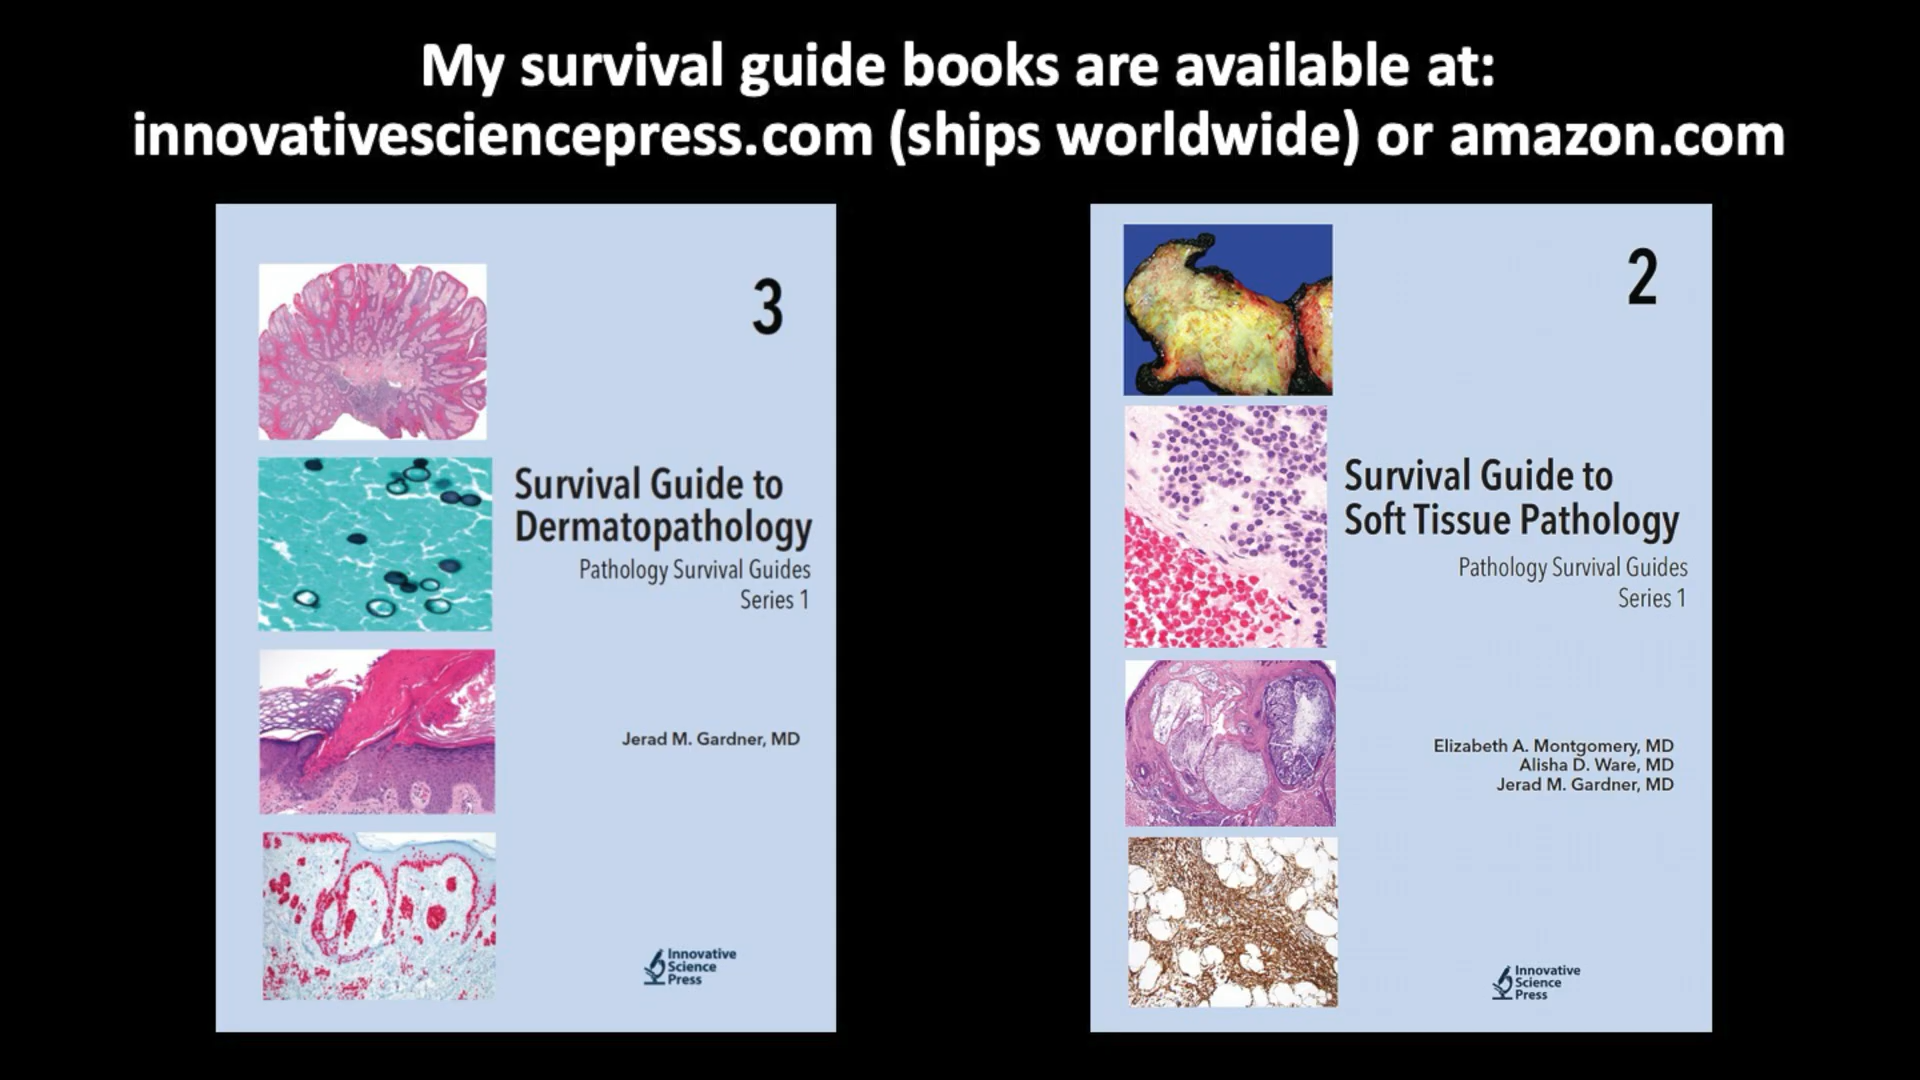 My survival guide books are available at:
innovativesciencepress.com (ships worldwide) or amazon.com
3
Survival Guide to
Dermatopathology
Pathology Survival Guides
Series 1
Jerad M. Gardner, MD
Innovative
Science
Press
2
Survival Guide to
Soft Tissue Pathology
Pathology Survival Guides
Series 1
Elizabeth A. Montgomery, MD
Alisha D. Ware, MD
Jerad M. Gardner, MD
Innovative
Science
Press